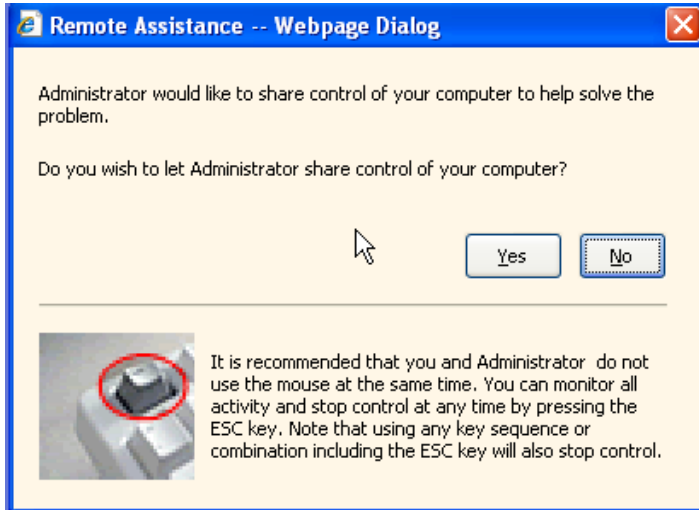 Remote Assistance -- Webpage Dialog
Administrator would like to share control of your computer to help solve the
problem.
Do you wish to let Administrator share control of your computer?
Yes
No
It is recommended that you and Administrator  do not
use the mouse at the same time. You can monitor all
activity and stop control at any time by pressing the
ESC key. Note that using any key sequence or
combination including the ESC key will also stop control.